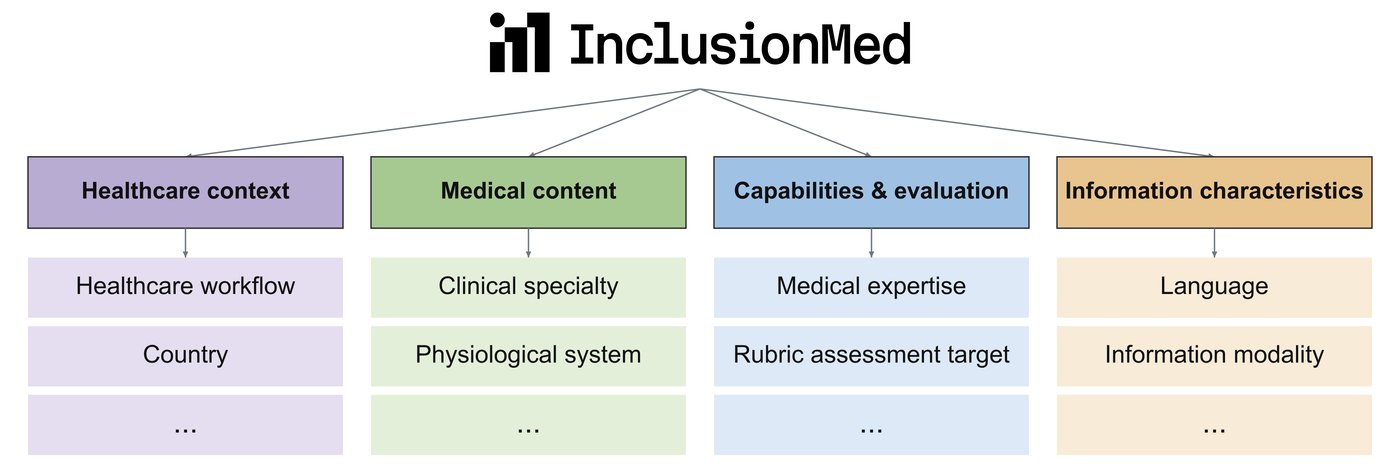 InclusionMed
Healthcare context
Medical content
Capabilities & evaluation
Information characteristics
Healthcare workflow
Clinical specialty
Medical expertise
Language
Country
Physiological system
Rubric assessment target
Information modality
...
...
...
...